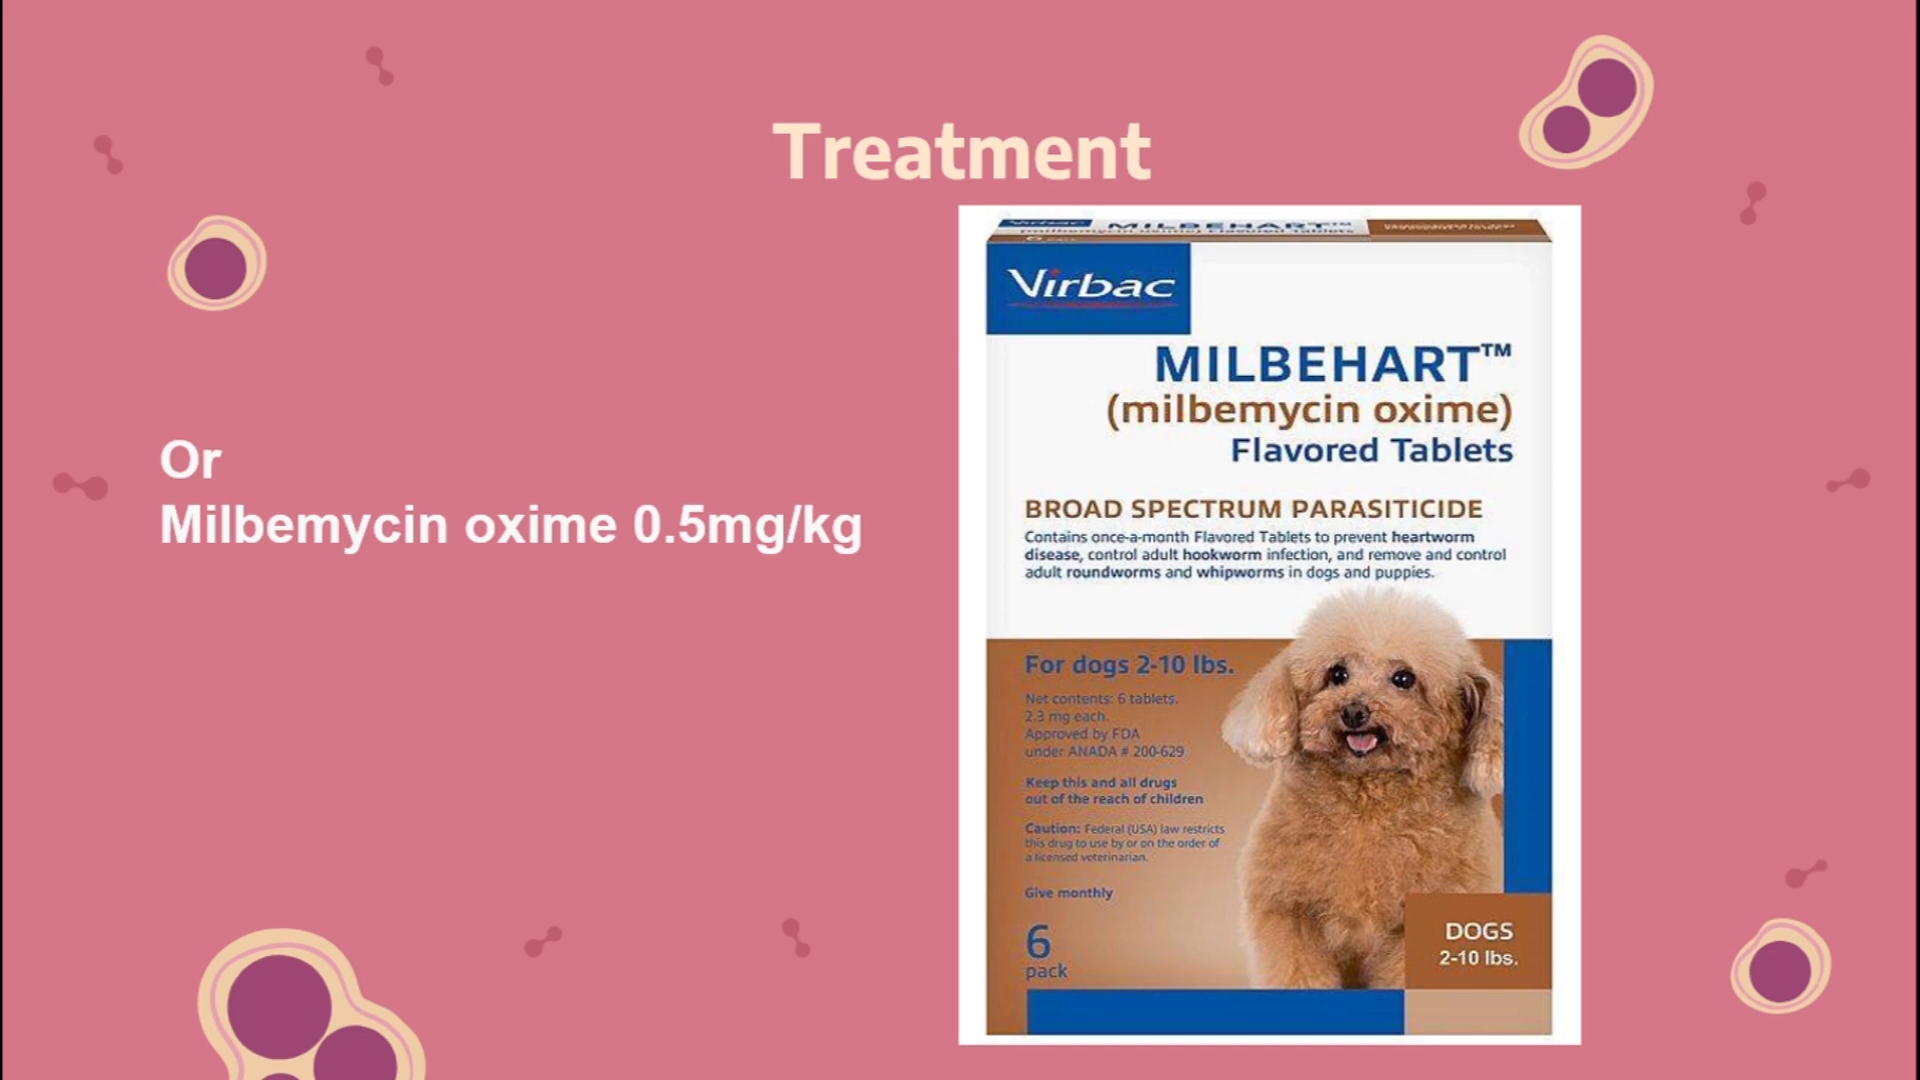 Treatment
Or
Milbemycin oxime 0.5mg/kg
Virbac
MILBEHART™
(milbemycin oxime)
Flavored Tablets
BROAD SPECTRUM PARASITICIDE
Contains once-a-month Flavored Tablets to prevent heartworm
disease, control adult hookworm infection, and remove and control
adult roundworms and whipworms in dogs and puppies.
For dogs 2-10 lbs.
Net contents: 6 tablets.
2.3 mg each.
Approved by FDA
under ANADA # 200-629
Keep this and all drugs
out of the reach of children
Caution: Federal (USA) law restricts
this drug to use by or on the order of
a licensed veterinarian.
Give monthly
6
pack
DOGS
2-10 lbs.